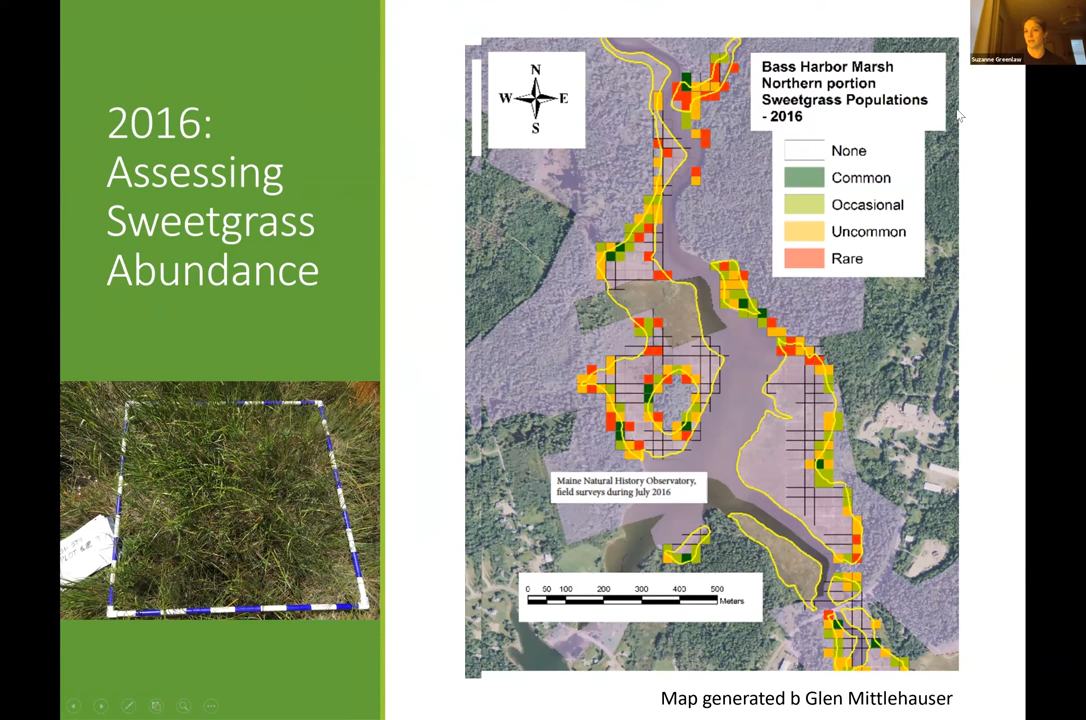 2016:
Assessing
Sweetgrass
Abundance
Suzanne Greenlaw
N
W E
S
Bass Harbor Marsh
Northern portion
Sweetgrass Populations
- 2016
None
Common
Occasional
Uncommon
Rare
Maine Natural History Observatory,
field surveys during July 2016
0 50 100 200 300 400 500
Meters
Map generated b Glen Mittlehauser